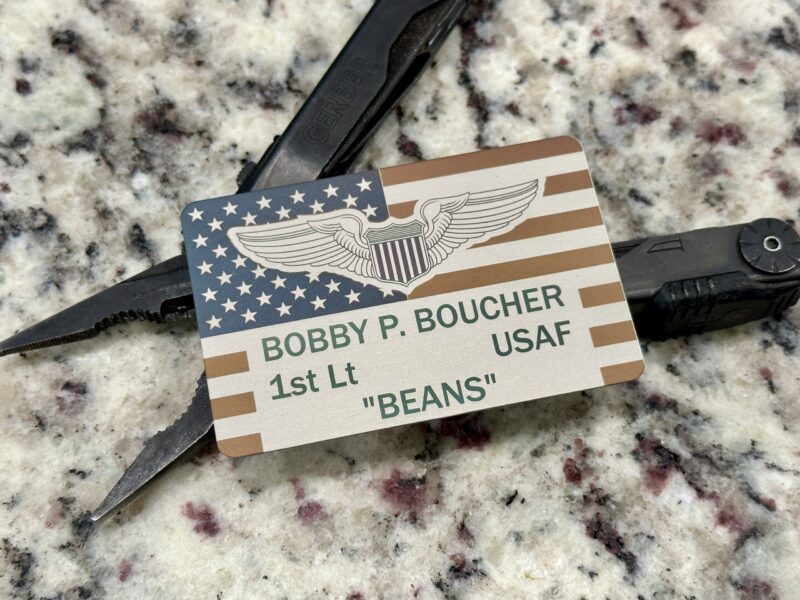 GERBER
BOBBY P. BOUCHER
1st Lt USAF
"BEANS"